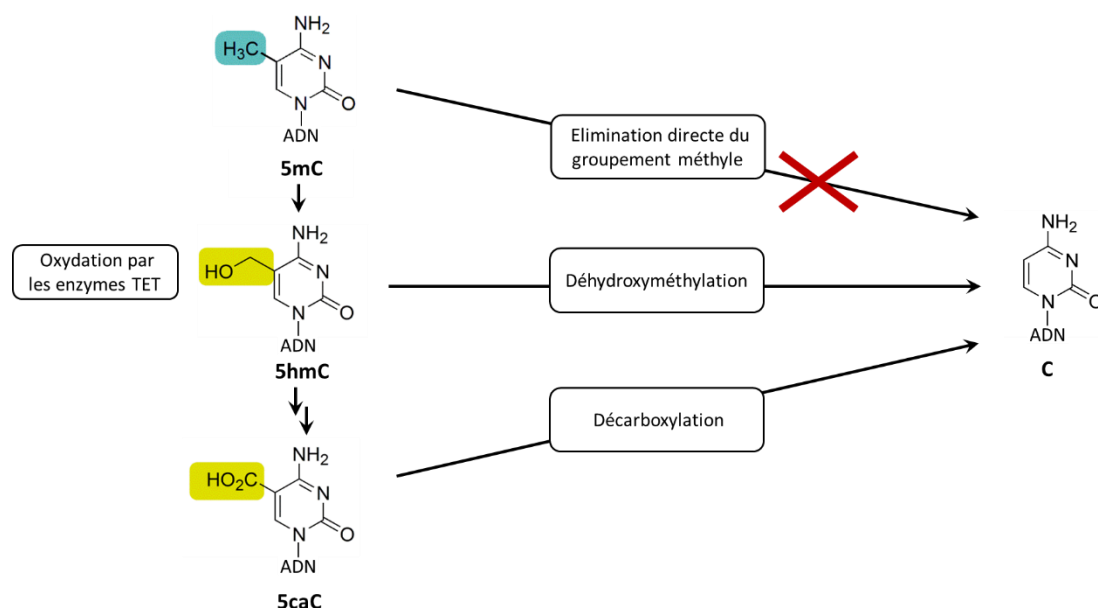 NH₂
H₃C
N
N
O
ADN
5mC
Elimination directe du
groupement méthyle
Oxydation par
les enzymes TET
NH₂
HO
N
N
O
ADN
5hmC
Déhydroxyméthylation
NH₂
N
N
O
ADN
C
Décarboxylation
NH₂
HO₂C
N
N
O
ADN
5caC